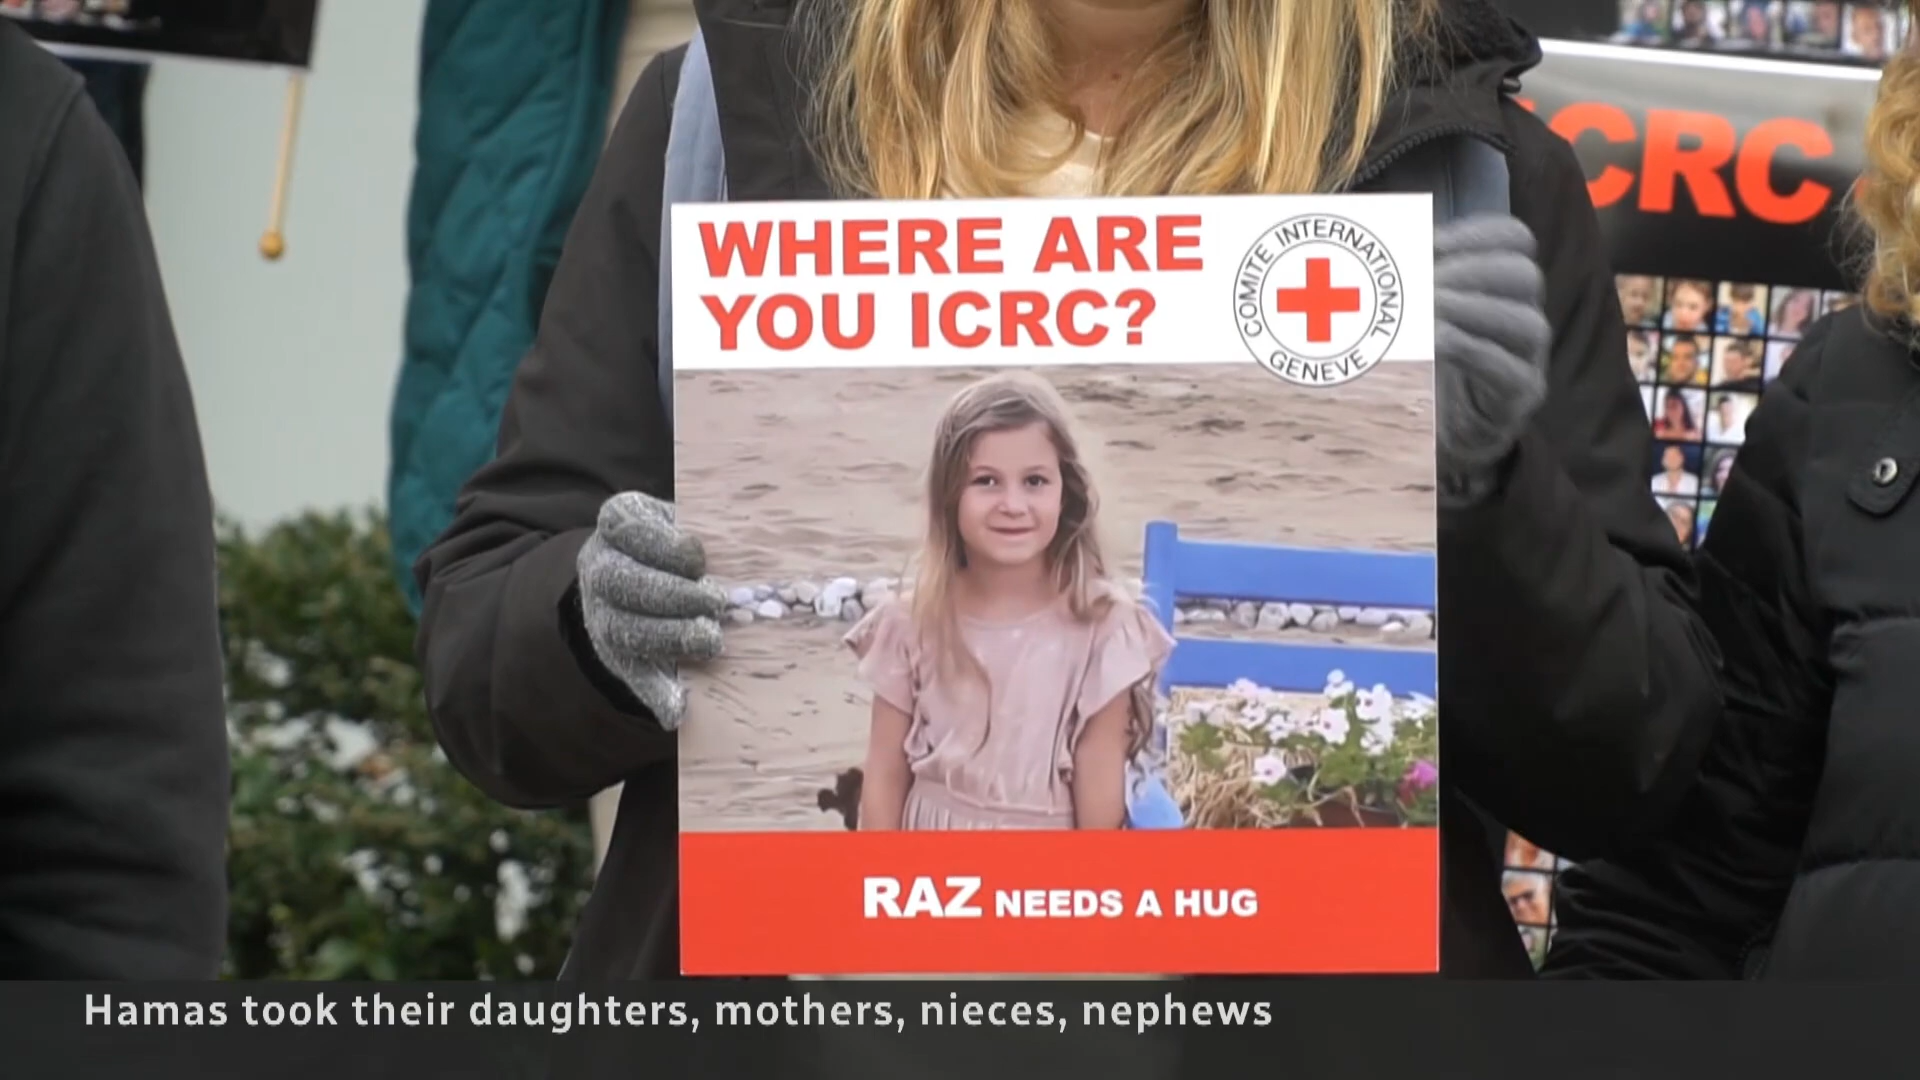 WHERE ARE
YOU ICRC?
COMITE INTERNATIONAL
GENEVE
ICRC
RAZ NEEDS A HUG
Hamas took their daughters, mothers, nieces, nephews